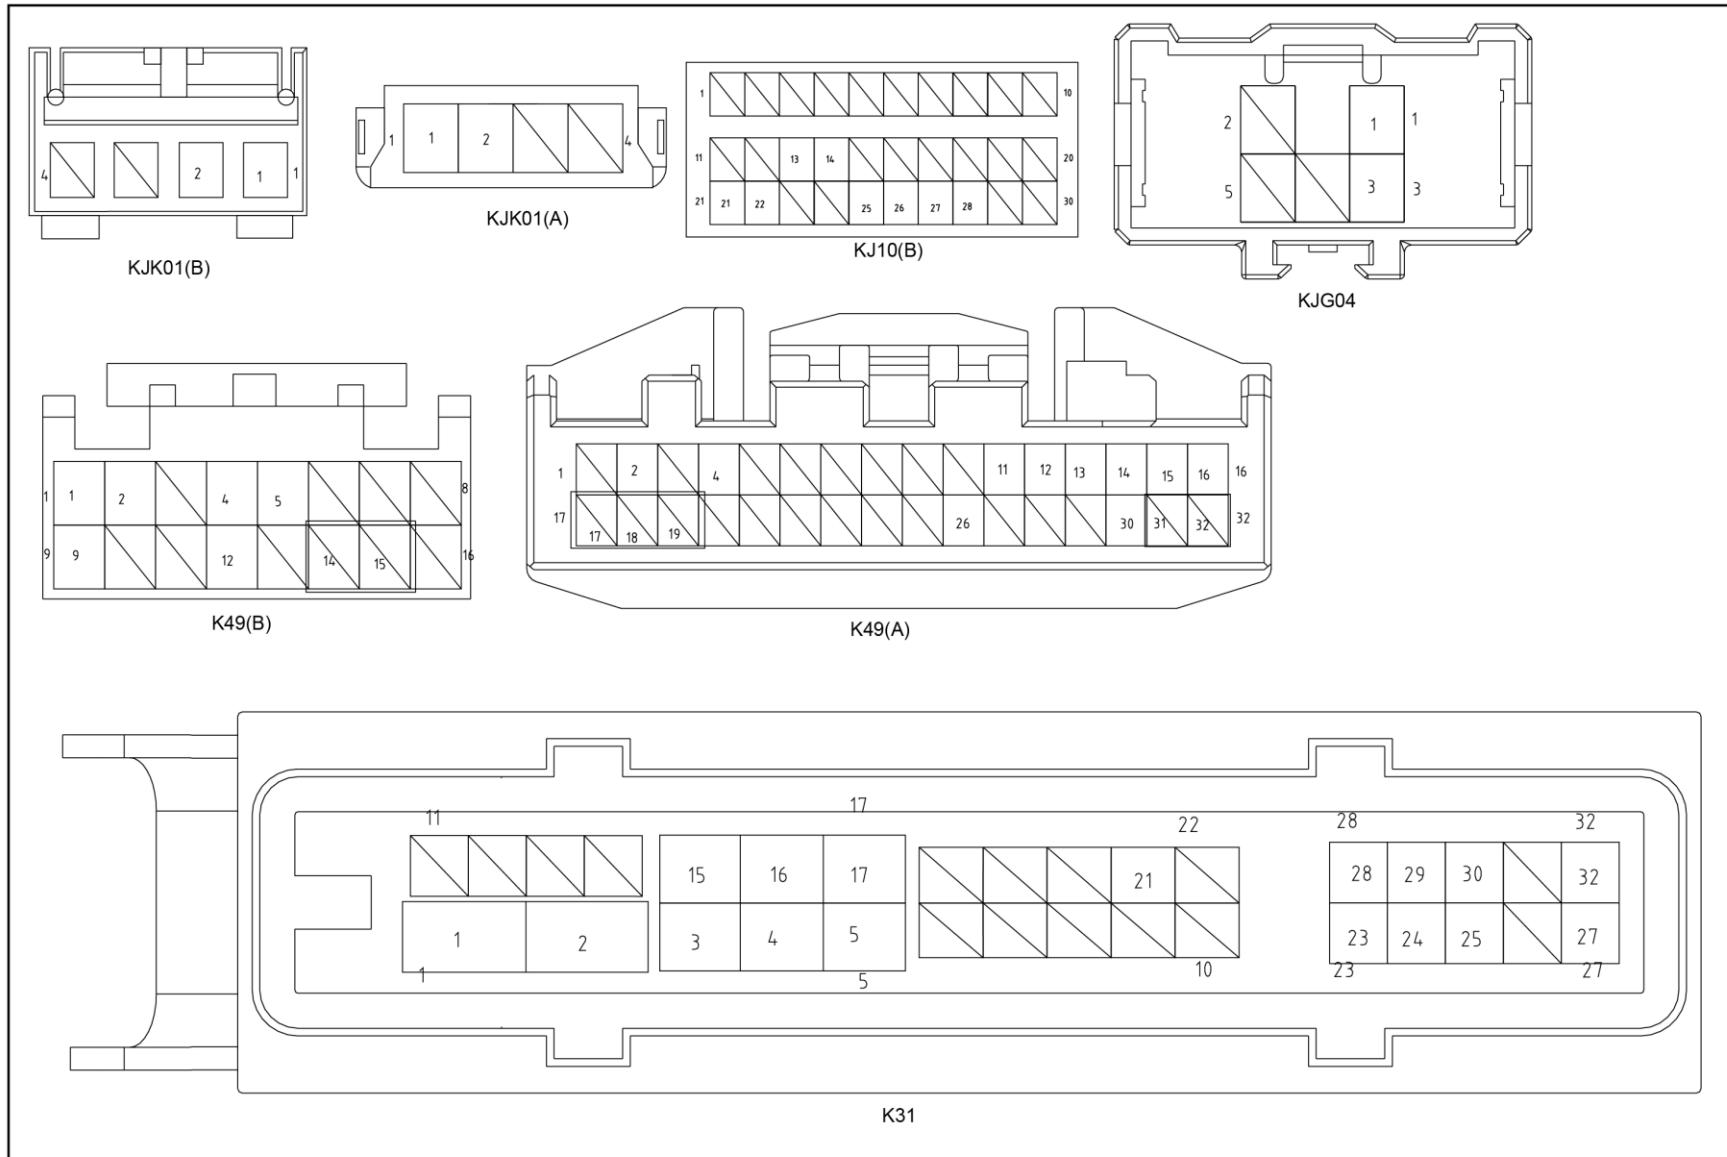 4 2 1 1
KJK01(B)
1 1 2 4
KJK01(A)
1 10
11 13 14 20
21 21 22 25 26 27 28 30
KJ10(B)
2 1 1
5 3 3
KJG04
1 1 2 4 5 8
9 9 12 14 15 16
K49(B)
1 2 4 11 12 13 14 15 16 16
17 17 18 19 26 30 31 32 32
K49(A)
11 17 22 28 32
15 16 17 21 28 29 30 32
1 2 3 4 5 23 24 25 27
1 5 10 23 27
K31